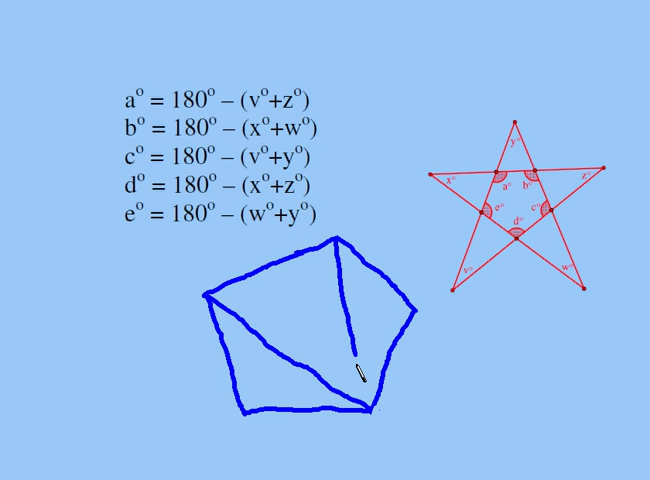 a° = 180° – (v°+z°)
b° = 180° – (x°+w°)
c° = 180° – (v°+y°)
d° = 180° – (x°+z°)
e° = 180° – (w°+y°)
y°
x°
z°
a°
b°
e°
c°
d°
v°
w°